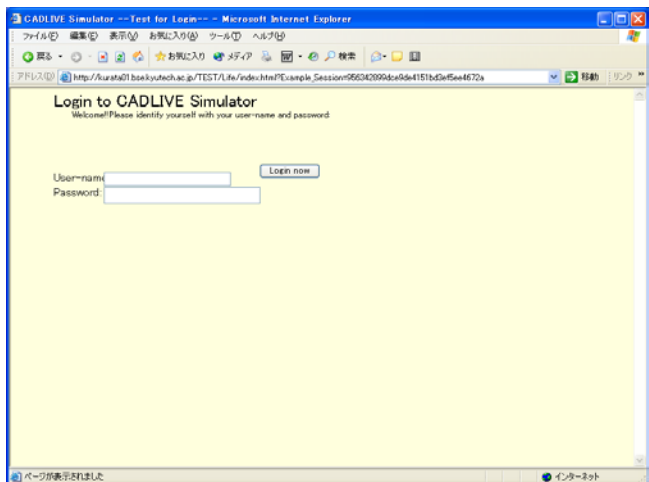 CADLIVE Simulator --Test for Login-- - Microsoft Internet Explorer
ファイル(F) 編集(E) 表示(V) お気に入り(A) ツール(T) ヘルプ(H)
戻る 検索 お気に入り メディア
アドレス(D) http://kurata01.bse.kyutech.ac.jp/TEST/Life/index.html?Example_Session=956342899dce9de4151bd3ef5ee4672a 移動 リンク »
Login to CADLIVE Simulator
Welcome!!Please identify yourself with your user-name and password
Login now
User-name
Password:
ページが表示されました インターネット